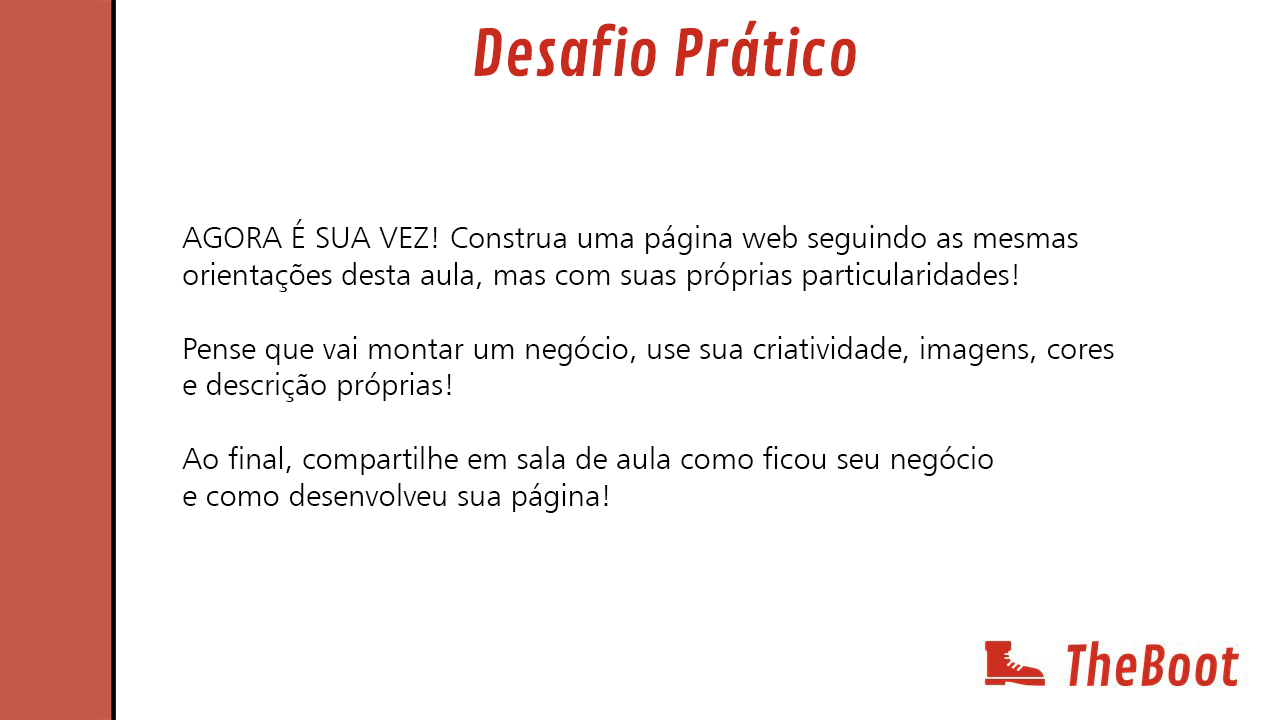 Desafio Prático
AGORA É SUA VEZ! Construa uma página web seguindo as mesmas
orientações desta aula, mas com suas próprias particularidades!
Pense que vai montar um negócio, use sua criatividade, imagens, cores
e descrição próprias!
Ao final, compartilhe em sala de aula como ficou seu negócio
e como desenvolveu sua página!
TheBoot